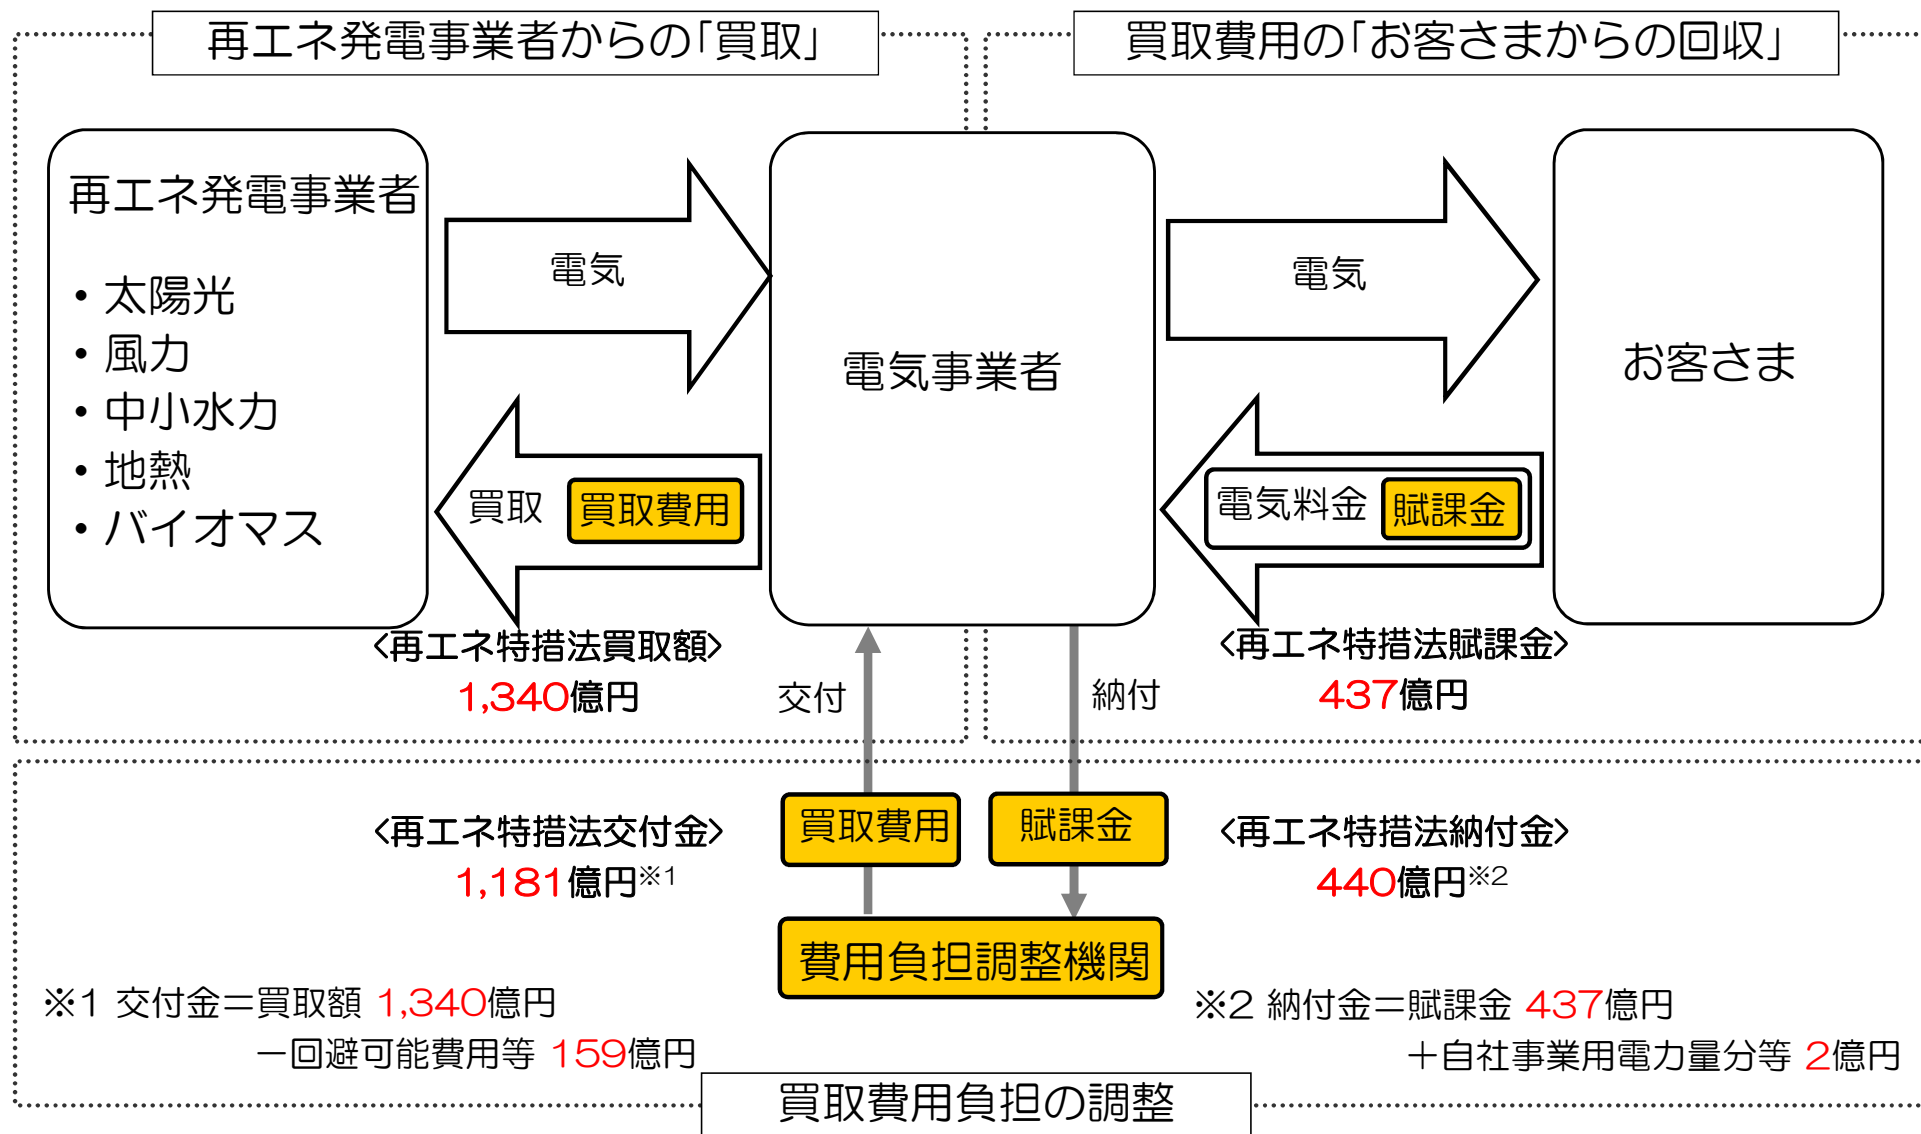 再エネ発電事業者からの「買取」
買取費用の「お客さまからの回収」
再エネ発電事業者
・太陽光
・風力
・中小水力
・地熱
・バイオマス
電気
買取 買取費用
電気事業者
電気
電気料金 賦課金
お客さま
<再エネ特措法買取額>
1,340億円
交付
納付
<再エネ特措法賦課金>
437億円
<再エネ特措法交付金>
1,181億円※1
買取費用
賦課金
<再エネ特措法納付金>
440億円※2
費用負担調整機関
※1 交付金＝買取額 1,340億円
－回避可能費用等 159億円
※2 納付金＝賦課金 437億円
＋自社事業用電力量分等 2億円
買取費用負担の調整